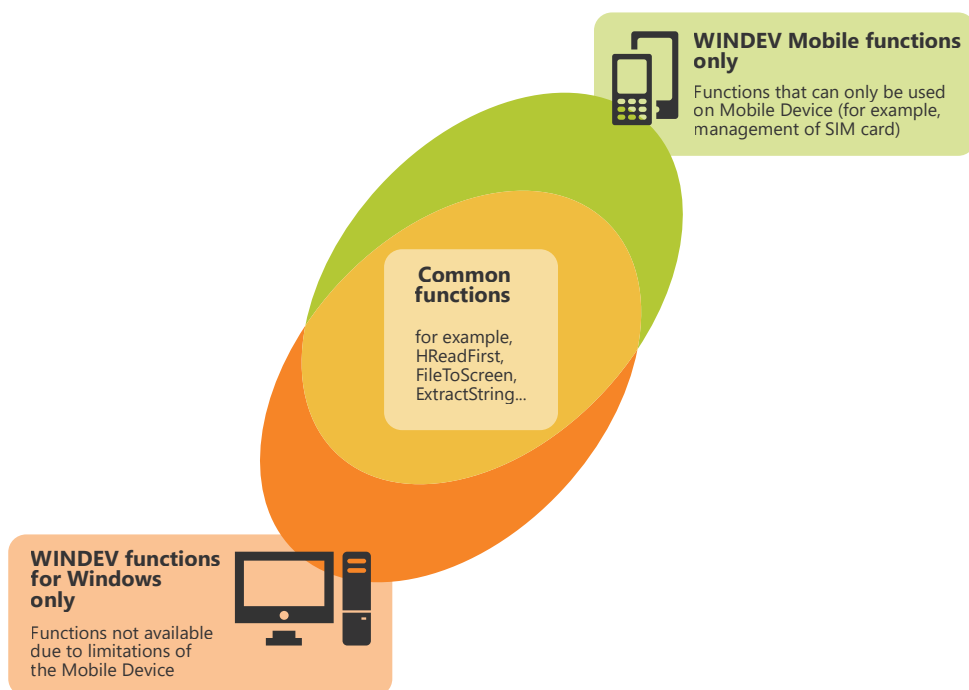 WINDEV Mobile functions
only
Functions that can only be used
on Mobile Device (for example,
management of SIM card)
Common
functions
for example,
HReadFirst,
FileToScreen,
ExtractString...
WINDEV functions
for Windows
only
Functions not available
due to limitations of
the Mobile Device